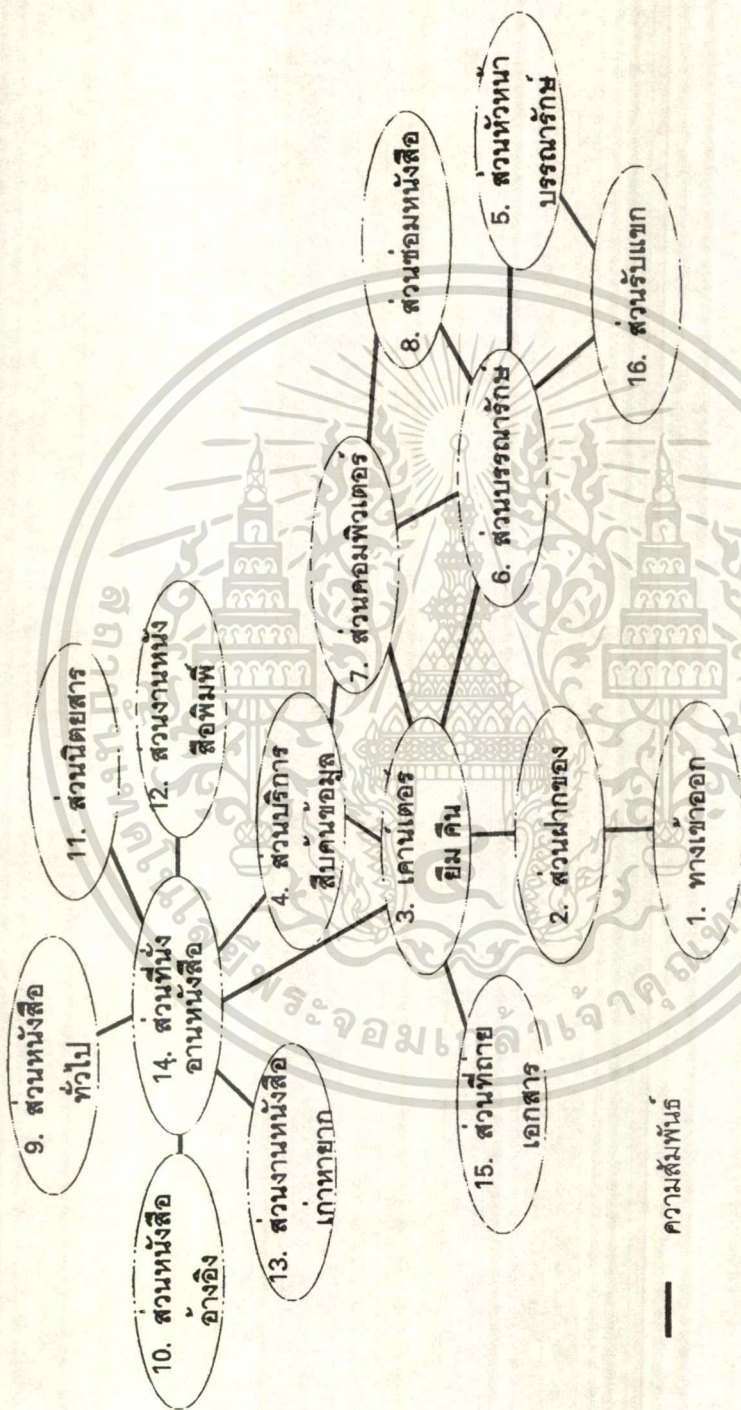 9. ส่วนหนังสือ
ทั่วไป
11. ส่วนนิตยสาร
10. ส่วนหนังสือ
อ้างอิง
14. ส่วนที่นั่ง
อ่านหนังสือ
12. ส่วนงานหนัง
สือพิมพ์
13. ส่วนงานหนังสือ
เก่าหายาก
4. ส่วนบริการ
สืบค้นข้อมูล
7. ส่วนคอมพิวเตอร์
8. ส่วนซ่อมหนังสือ
15. ส่วนที่ถ่าย
เอกสาร
3. เคาน์เตอร์
ยืม คืน
6. ส่วนบรรณารักษ์
5. ส่วนหัวหน้า
บรรณารักษ์
2. ส่วนฝากของ
16. ส่วนรับแขก
1. ทางเข้าออก
ความสัมพันธ์